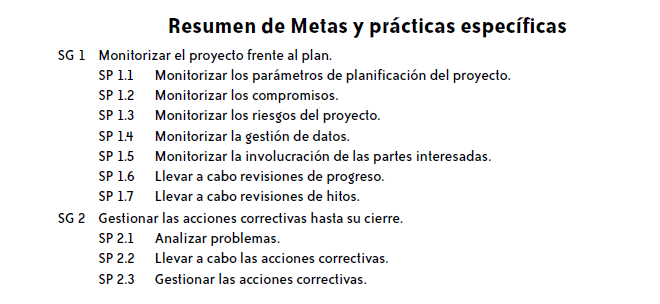 Resumen de Metas y prácticas específicas
SG 1 Monitorizar el proyecto frente al plan.
SP 1.1 Monitorizar los parámetros de planificación del proyecto.
SP 1.2 Monitorizar los compromisos.
SP 1.3 Monitorizar los riesgos del proyecto.
SP 1.4 Monitorizar la gestión de datos.
SP 1.5 Monitorizar la involucración de las partes interesadas.
SP 1.6 Llevar a cabo revisiones de progreso.
SP 1.7 Llevar a cabo revisiones de hitos.
SG 2 Gestionar las acciones correctivas hasta su cierre.
SP 2.1 Analizar problemas.
SP 2.2 Llevar a cabo las acciones correctivas.
SP 2.3 Gestionar las acciones correctivas.